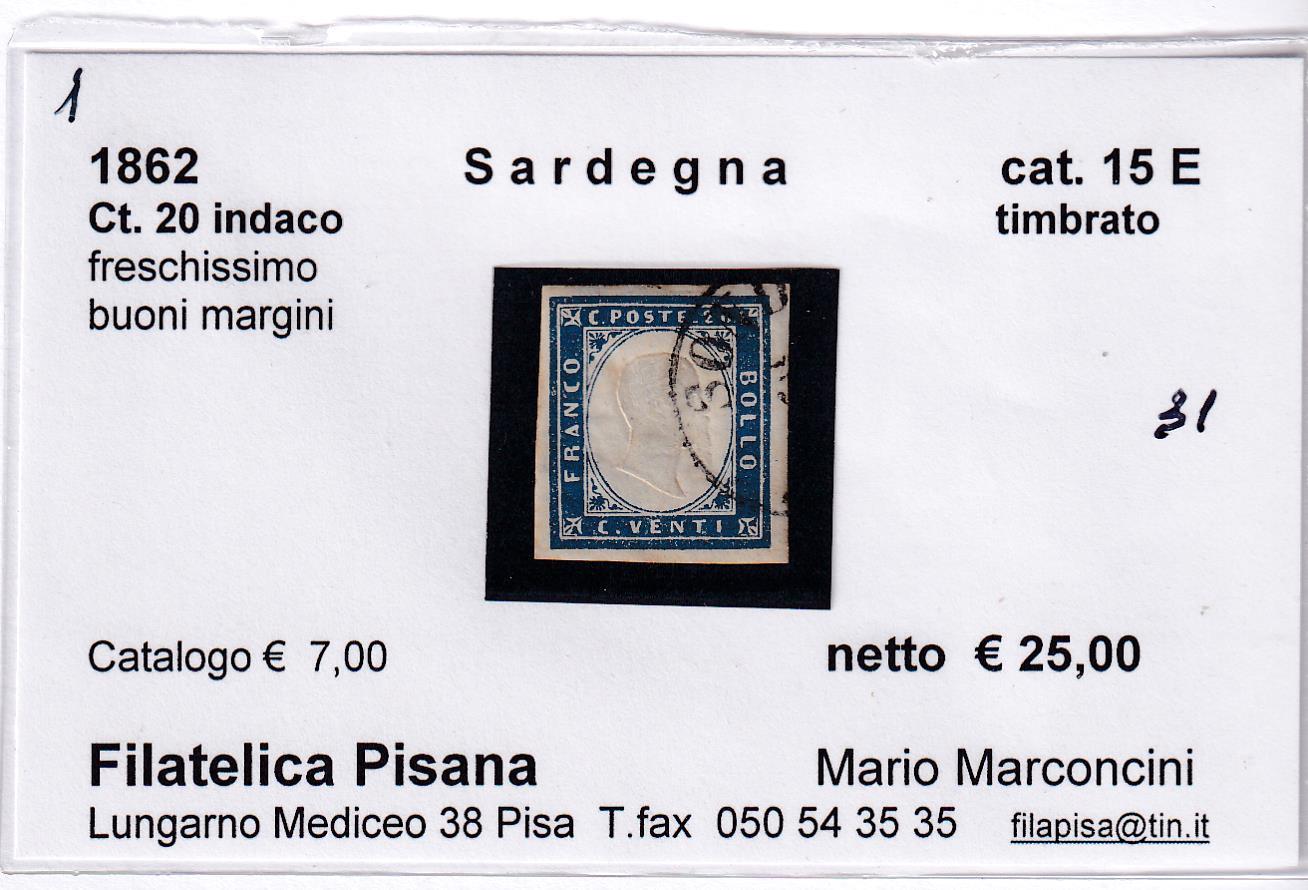 1
1862 Sardegna cat. 15 E
Ct. 20 indaco timbrato
freschissimo
buoni margini
C. POSTE. 20
FRANCO
BOLLO
C. VENTI
31
Catalogo € 7,00 netto € 25,00
Filatelica Pisana Mario Marconcini
Lungarno Mediceo 38 Pisa T.fax 050 54 35 35 filapisa@tin.it